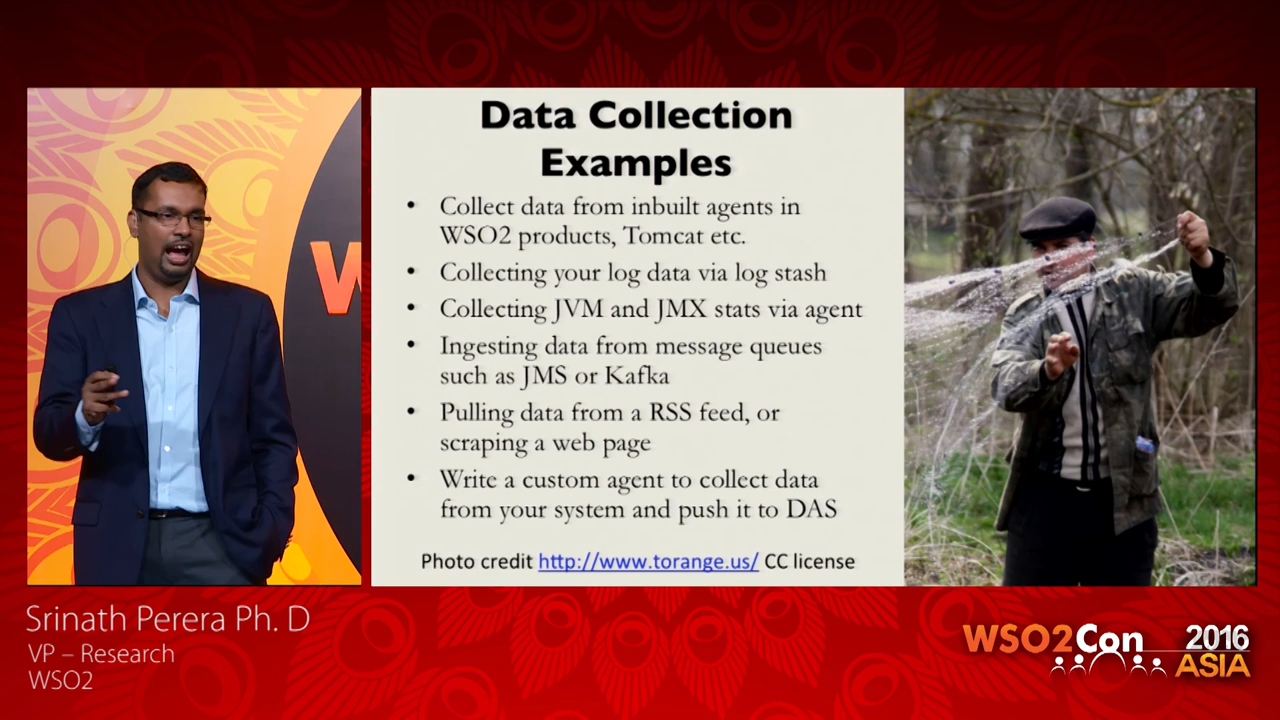 Data Collection
Examples
• Collect data from inbuilt agents in
WSO2 products, Tomcat etc.
• Collecting your log data via log stash
• Collecting JVM and JMX stats via agent
• Ingesting data from message queues
such as JMS or Kafka
• Pulling data from a RSS feed, or
scraping a web page
• Write a custom agent to collect data
from your system and push it to DAS
Photo credit http://www.torange.us/ CC license
W
Srinath Perera Ph. D
VP – Research
WSO2
WSO2Con 2016
ASIA